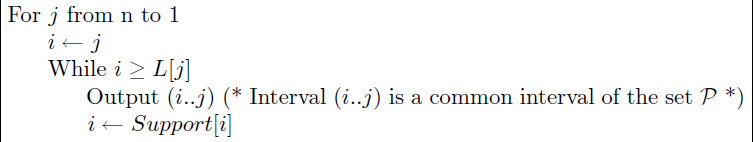 For j from n to 1
i ← j
While i ≥ L[j]
Output (i..j) (* Interval (i..j) is a common interval of the set 𝒫 *)
i ← Support[i]